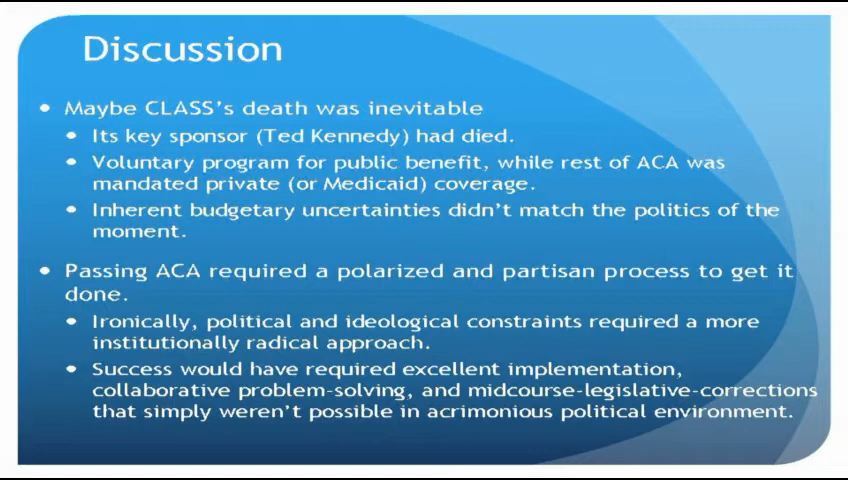 Discussion
• Maybe CLASS's death was inevitable
• Its key sponsor (Ted Kennedy) had died.
• Voluntary program for public benefit, while rest of ACA was
mandated private (or Medicaid) coverage.
• Inherent budgetary uncertainties didn't match the politics of the
moment.
• Passing ACA required a polarized and partisan process to get it
done.
• Ironically, political and ideological constraints required a more
institutionally radical approach.
• Success would have required excellent implementation,
collaborative problem-solving, and midcourse-legislative-corrections
that simply weren't possible in acrimonious political environment.